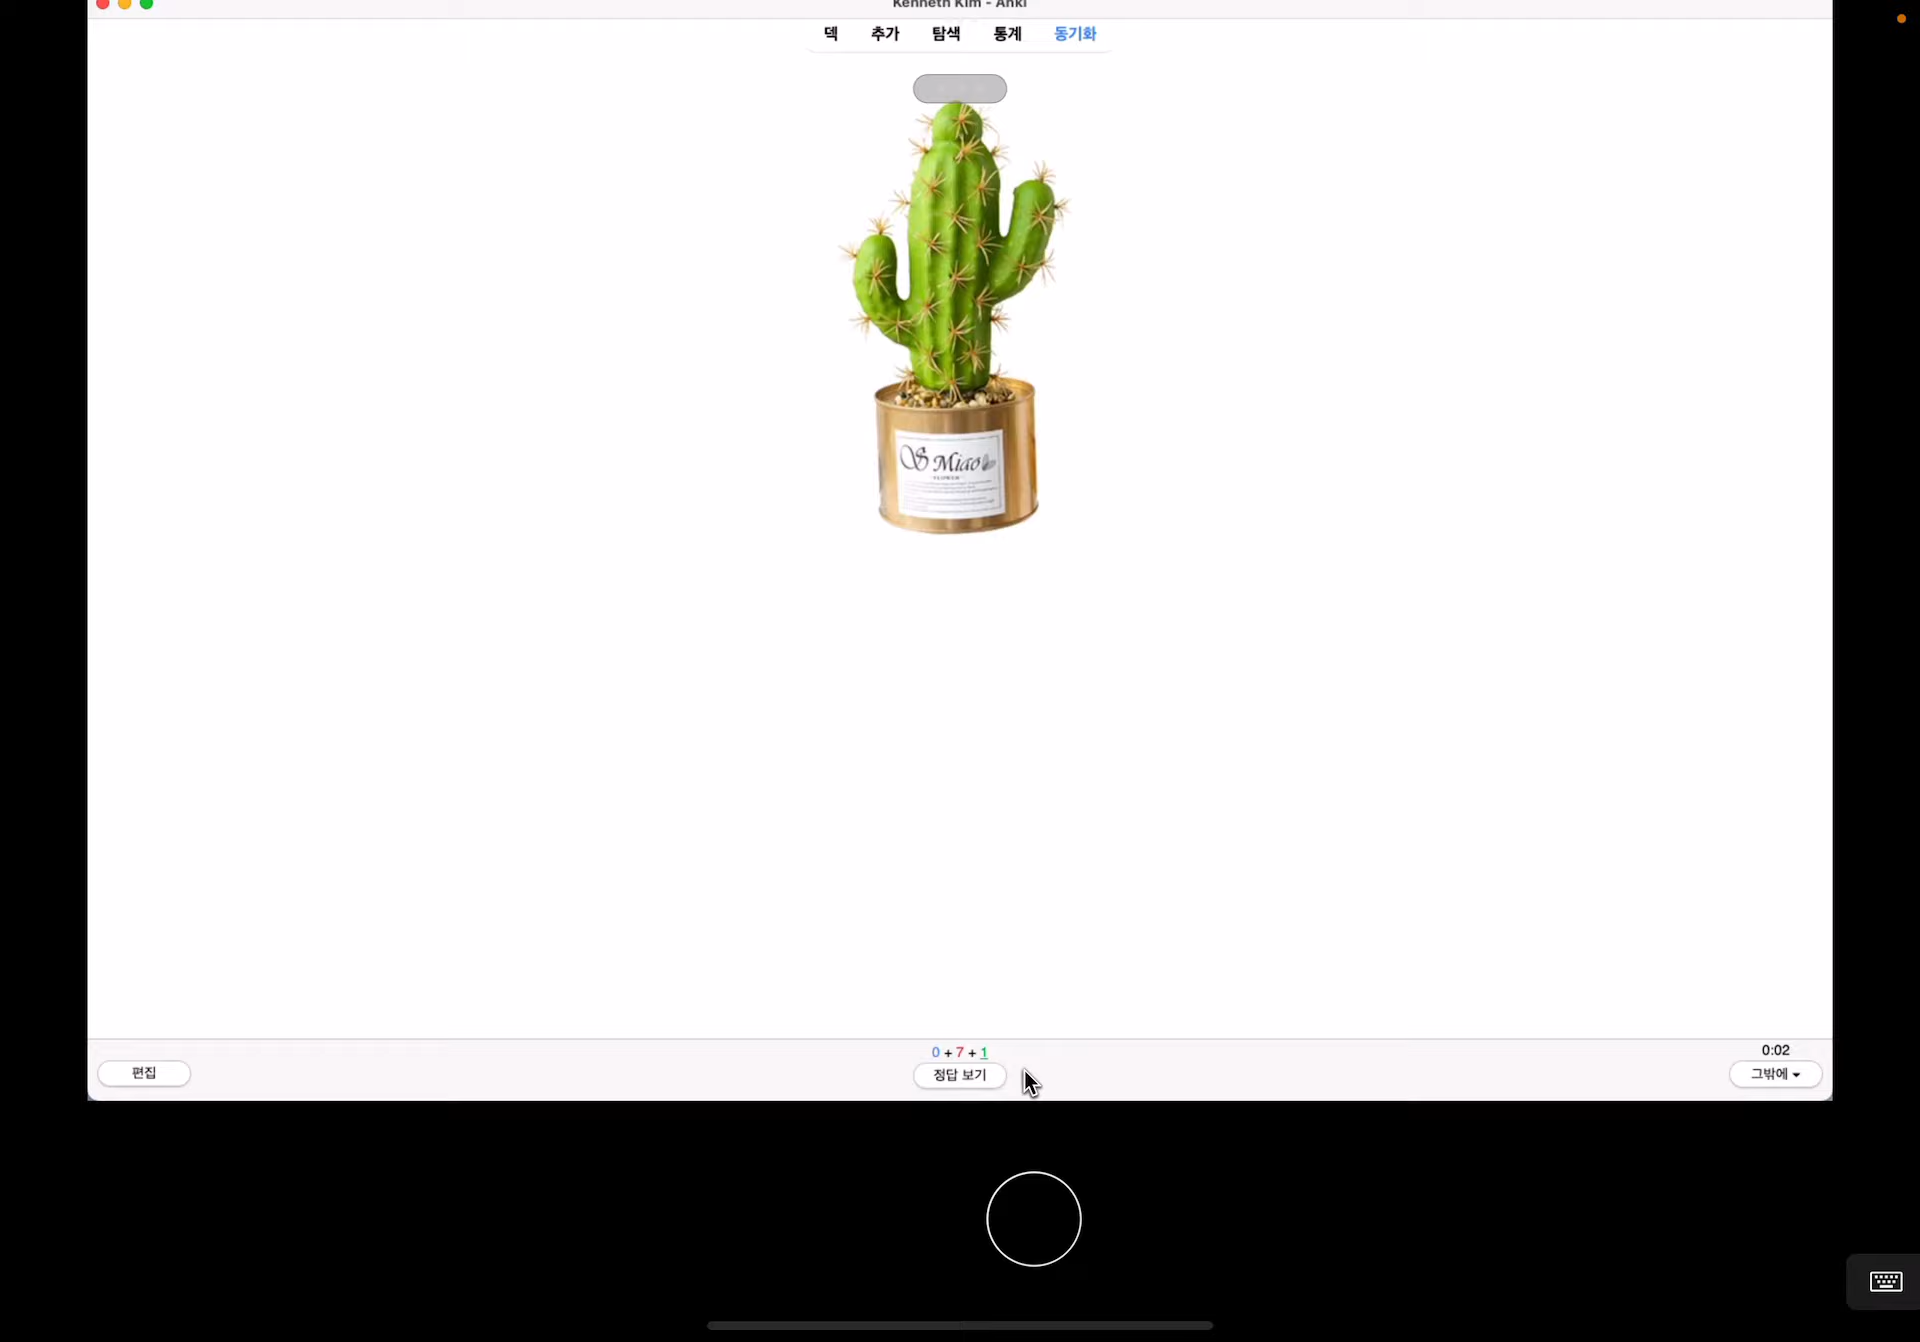 Kenneth Kim - Anki
덱 추가 탐색 통계 동기화
S Miao
FLOWER
0 + 7 + 1
0:02
편집
정답 보기
그밖에